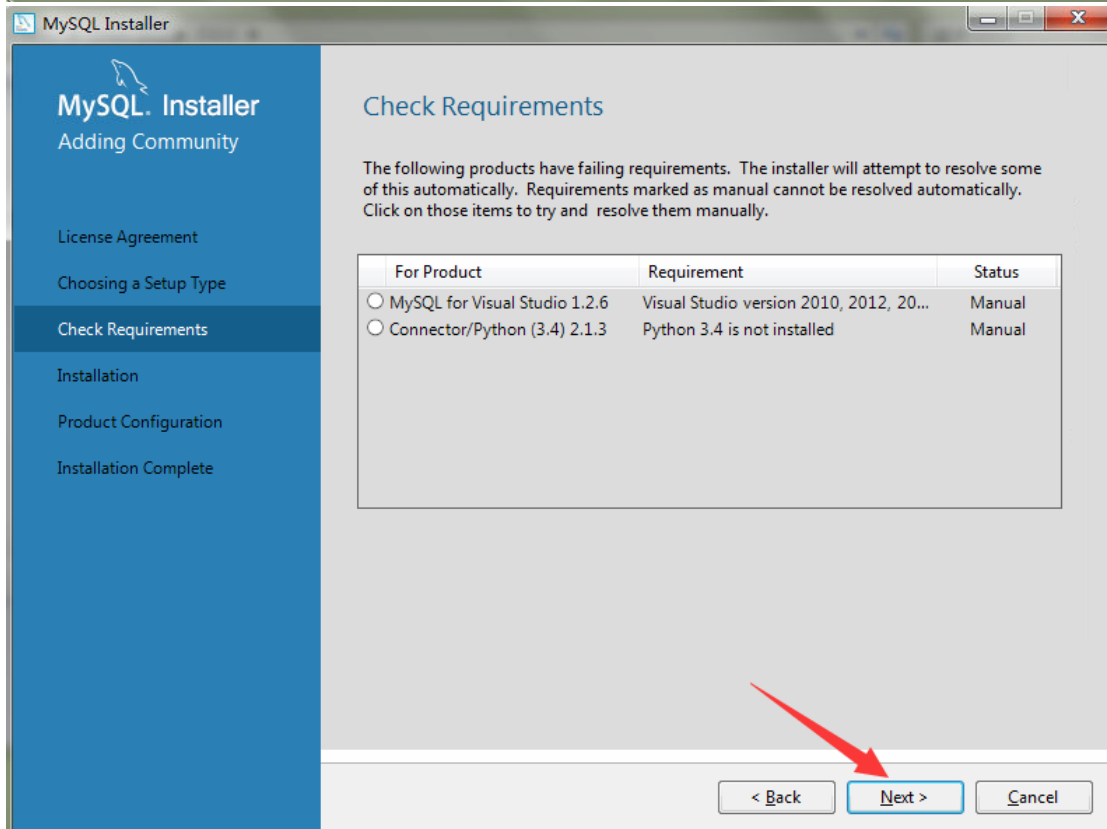 MySQL Installer
MySQL. Installer
Adding Community
License Agreement
Choosing a Setup Type
Check Requirements
Installation
Product Configuration
Installation Complete
Check Requirements
The following products have failing requirements. The installer will attempt to resolve some
of this automatically. Requirements marked as manual cannot be resolved automatically.
Click on those items to try and resolve them manually.
For Product Requirement Status
MySQL for Visual Studio 1.2.6 Visual Studio version 2010, 2012, 20... Manual
Connector/Python (3.4) 2.1.3 Python 3.4 is not installed Manual
< Back Next > Cancel